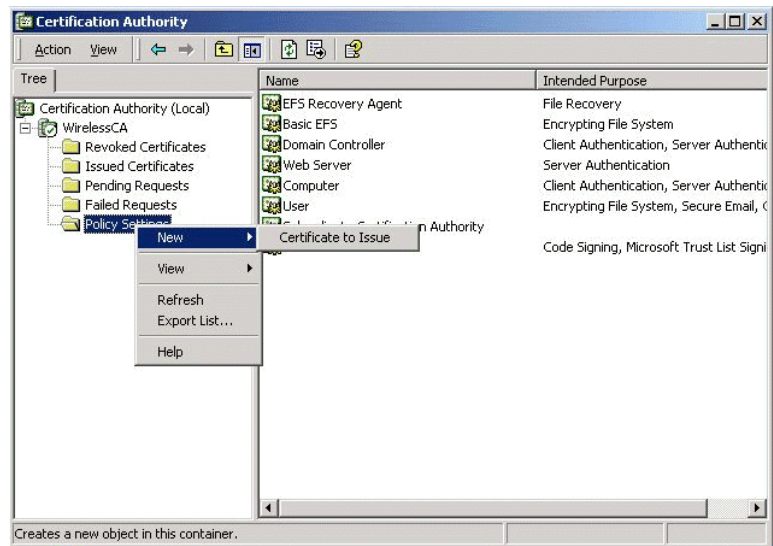 Certification Authority
Action View
Tree
Name Intended Purpose
Certification Authority (Local)
WirelessCA
Revoked Certificates
Issued Certificates
Pending Requests
Failed Requests
Policy Settings
EFS Recovery Agent File Recovery
Basic EFS Encrypting File System
Domain Controller Client Authentication, Server
Web Server Server Authentication
Computer Client Authentication, Server
User Encrypting File System, Secure Email,
Certification Authority
Code Signing, Microsoft Trust List
New
Certificate to Issue
View
Refresh
Export List...
Help
Creates a new object in this container.